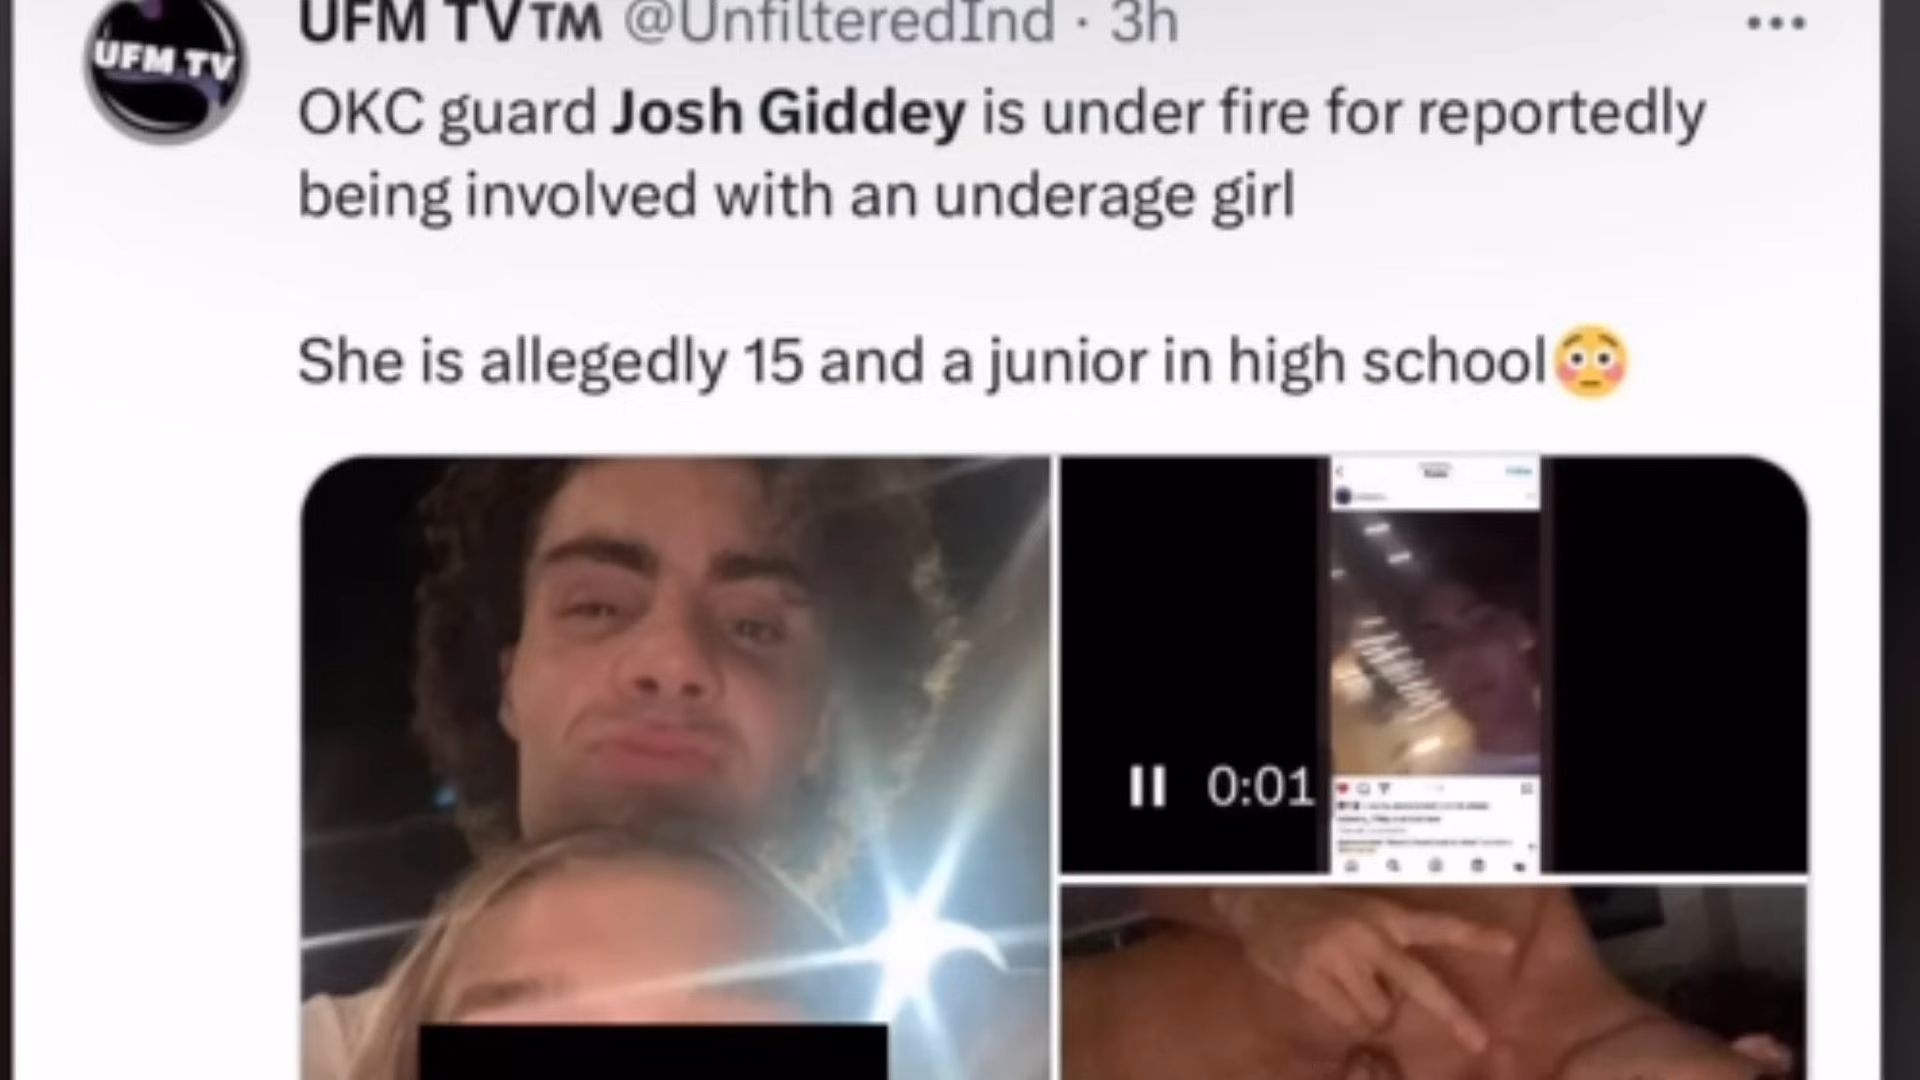 UFM TV™ @UnfilteredInd · 3h
UFM TV
OKC guard Josh Giddey is under fire for reportedly
being involved with an underage girl
She is allegedly 15 and a junior in high school😳
0:01